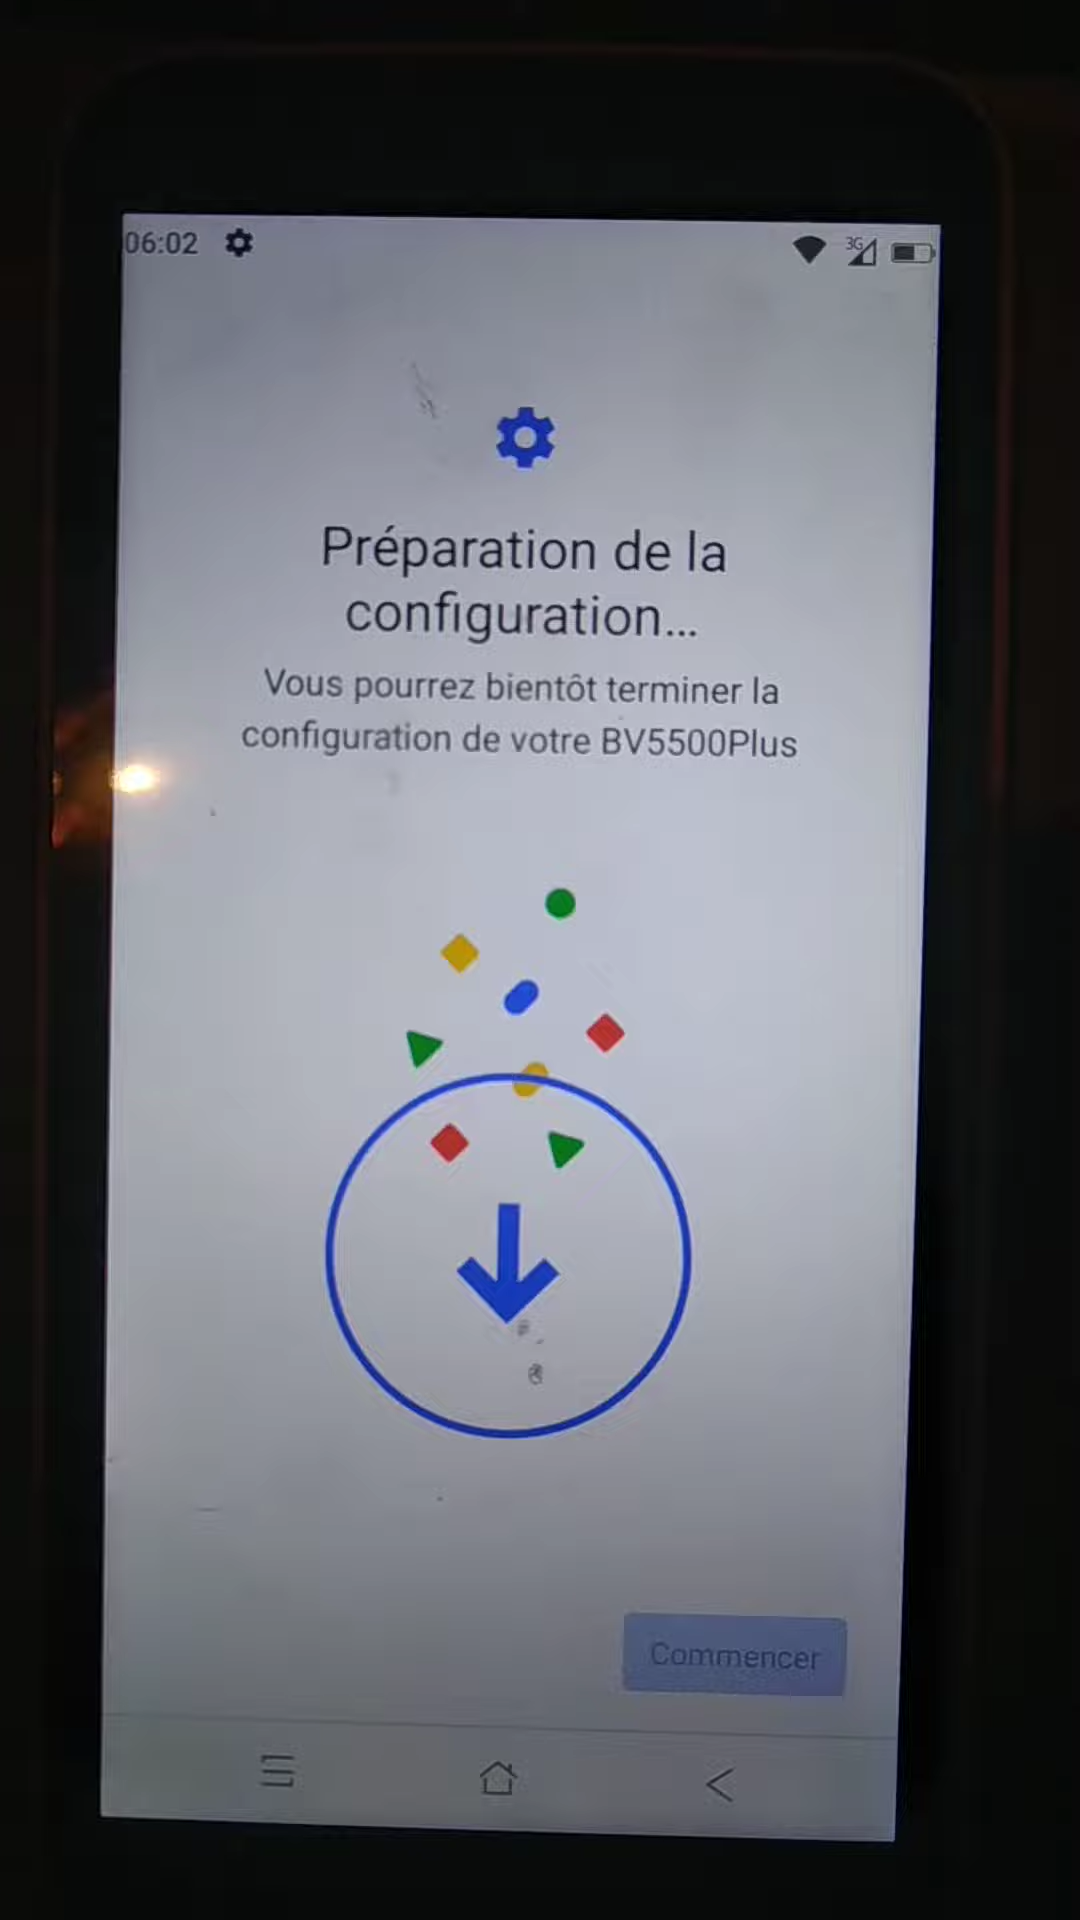 06:02 3G
Préparation de la
configuration...
Vous pourrez bientôt terminer la
configuration de votre BV5500Plus
Commencer